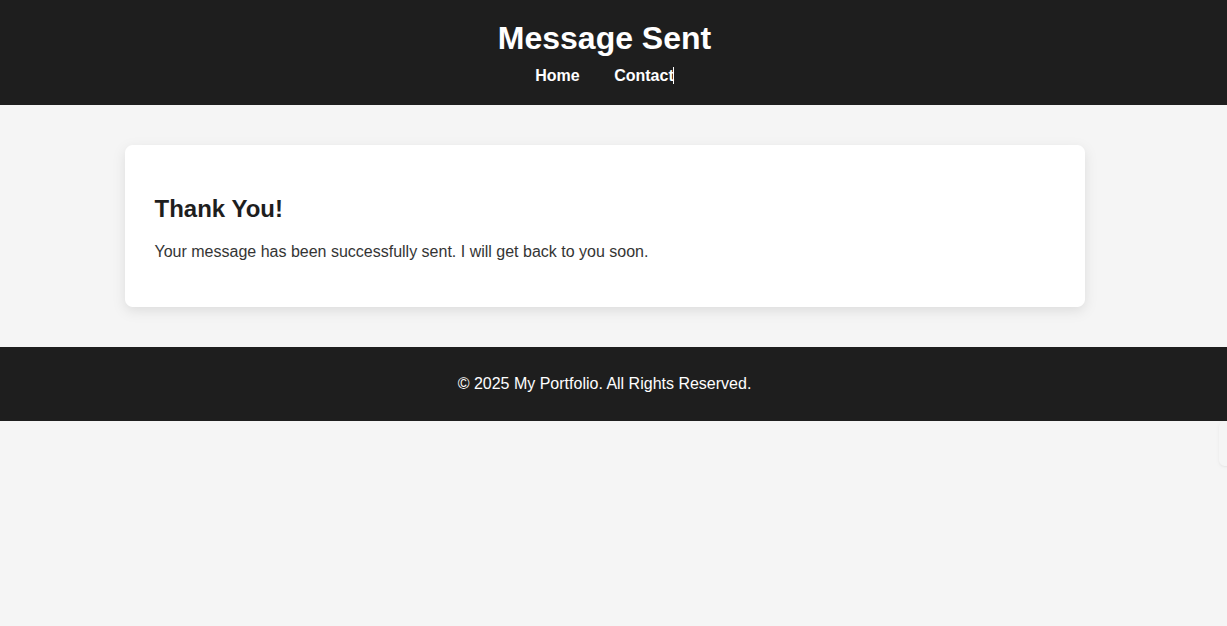 Message Sent
Home Contact
Thank You!
Your message has been successfully sent. I will get back to you soon.
© 2025 My Portfolio. All Rights Reserved.